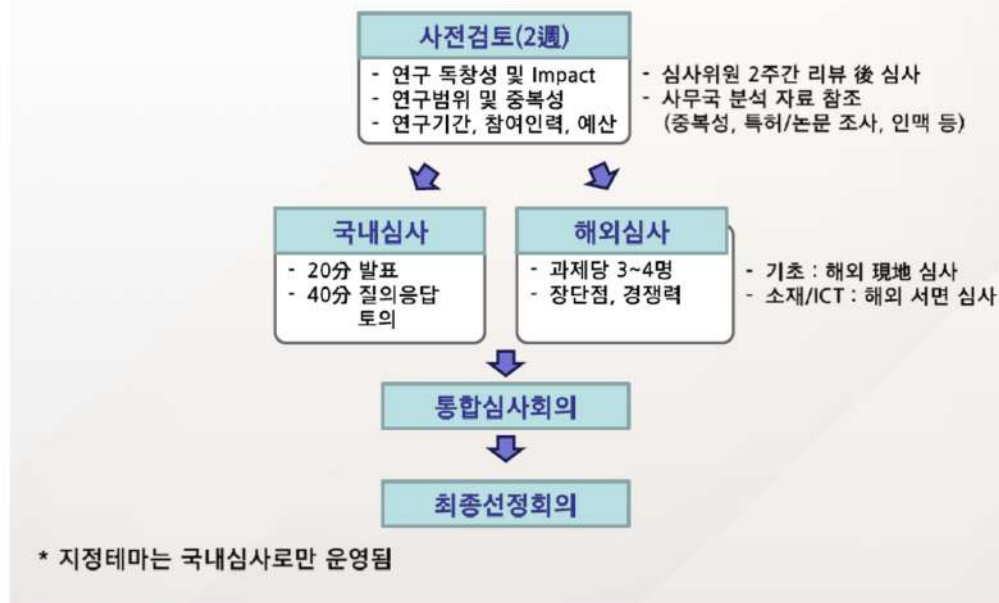 사전검토(2週)
- 연구 독창성 및 Impact
- 연구범위 및 중복성
- 연구기간, 참여인력, 예산
- 심사위원 2주간 리뷰 後 심사
- 사무국 분석 자료 참조
(중복성, 특허/논문 조사, 인맥 등)
국내심사
- 20分 발표
- 40分 질의응답
토의
해외심사
- 과제당 3~4명
- 장단점, 경쟁력
- 기초 : 해외 現地 심사
- 소재/ICT : 해외 서면 심사
통합심사회의
최종선정회의
* 지정테마는 국내심사로만 운영됨